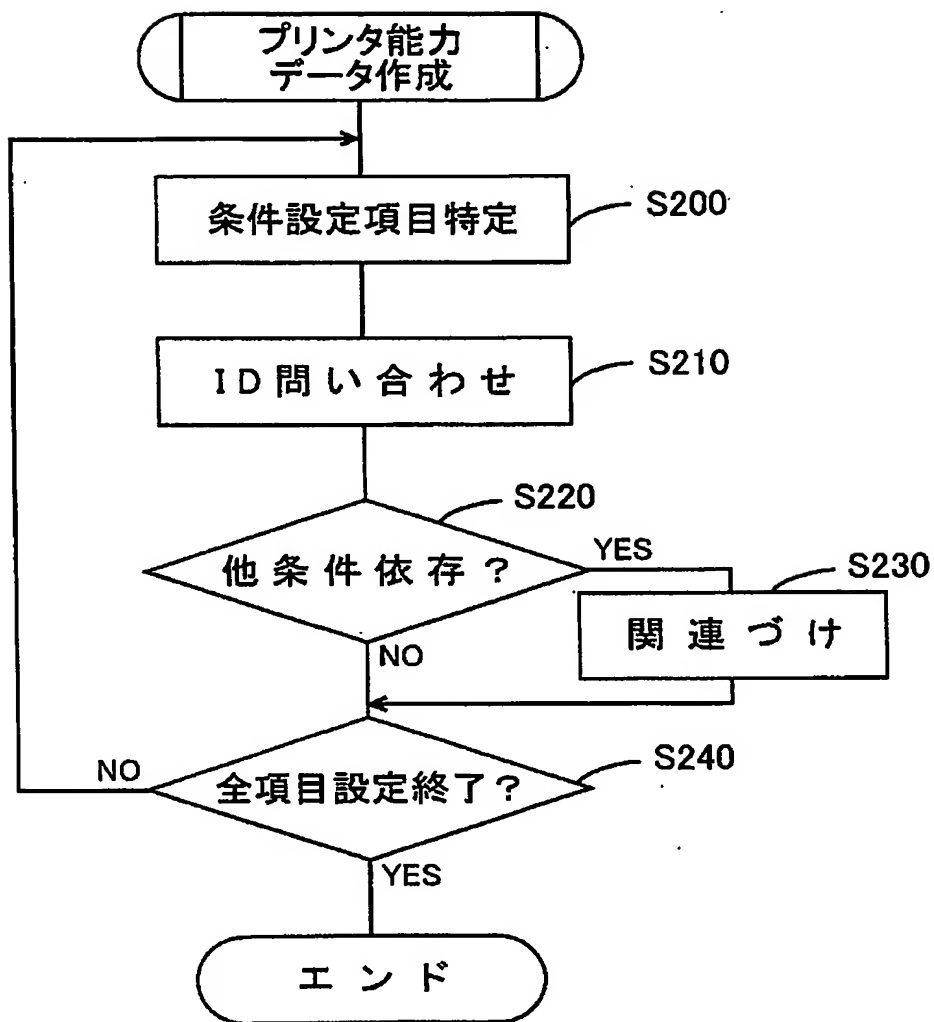 プリンタ能力
データ作成
条件設定項目特定
S200
ID問い合わせ
S210
S220
他条件依存?
YES
S230
関連づけ
NO
S240
NO
全項目設定終了?
YES
エンド